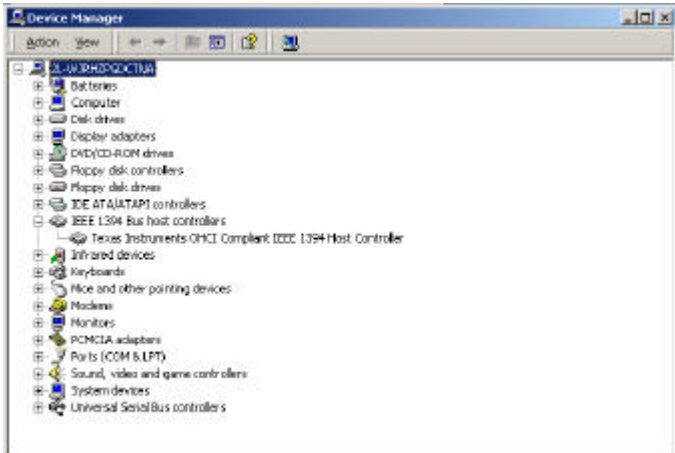 Device Manager
Action View
Batteries
Computer
Disk drives
Display adapters
DVD/CD-ROM drives
Floppy disk controllers
Floppy disk drives
IDE ATA/ATAPI controllers
IEEE 1394 Bus host controllers
Texas Instruments OHCI Compliant IEEE 1394 Host Controller
Infrared devices
Keyboards
Mice and other pointing devices
Modems
Monitors
PCMCIA adapters
Ports (COM & LPT)
Sound, video and game controllers
System devices
Universal Serial Bus controllers